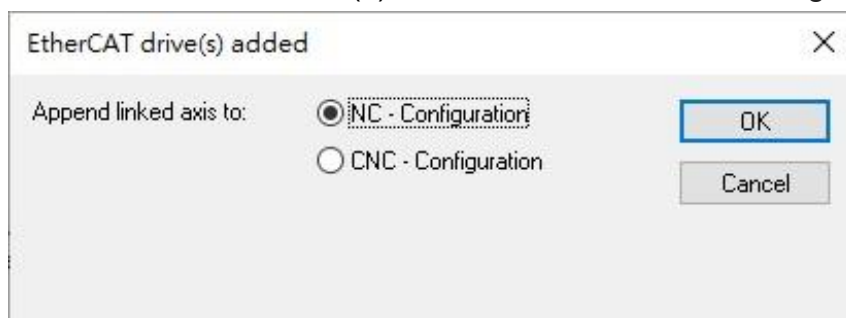 EtherCAT drive(s) added
Append linked axis to:
NC - Configuration
OK
CNC - Configuration
Cancel